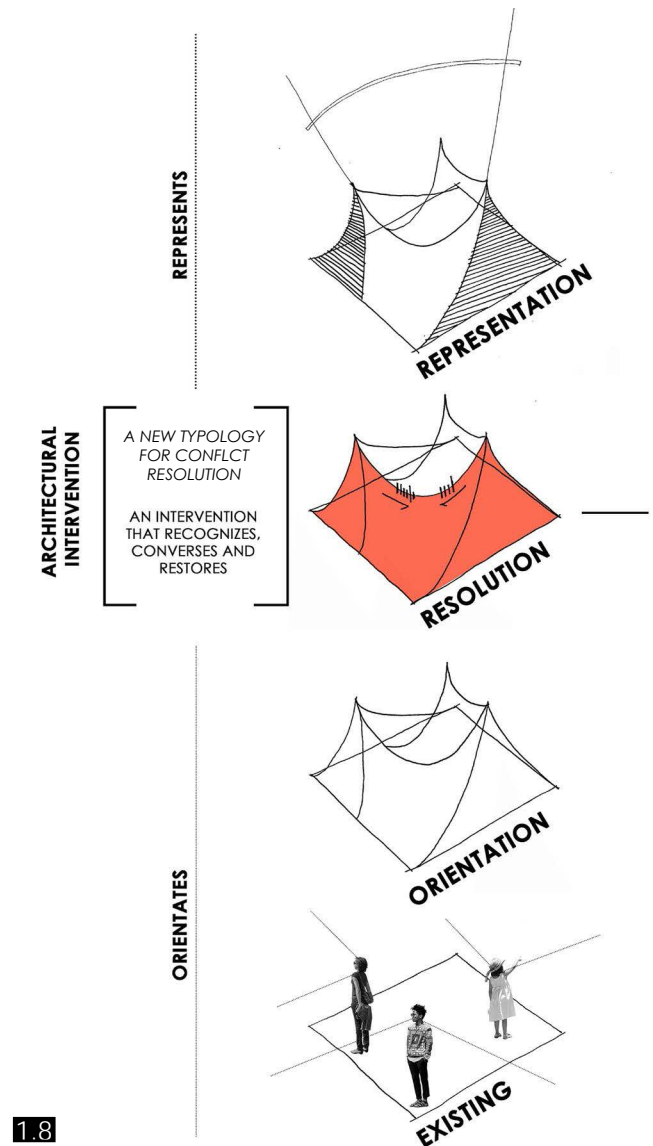 REPRESENTS
REPRESENTATION
ARCHITECTURAL
INTERVENTION
A NEW TYPOLOGY
FOR CONFLCT
RESOLUTION
AN INTERVENTION
THAT RECOGNIZES,
CONVERSES AND
RESTORES
RESOLUTION
ORIENTATION
ORIENTATES
EXISTING
1.8